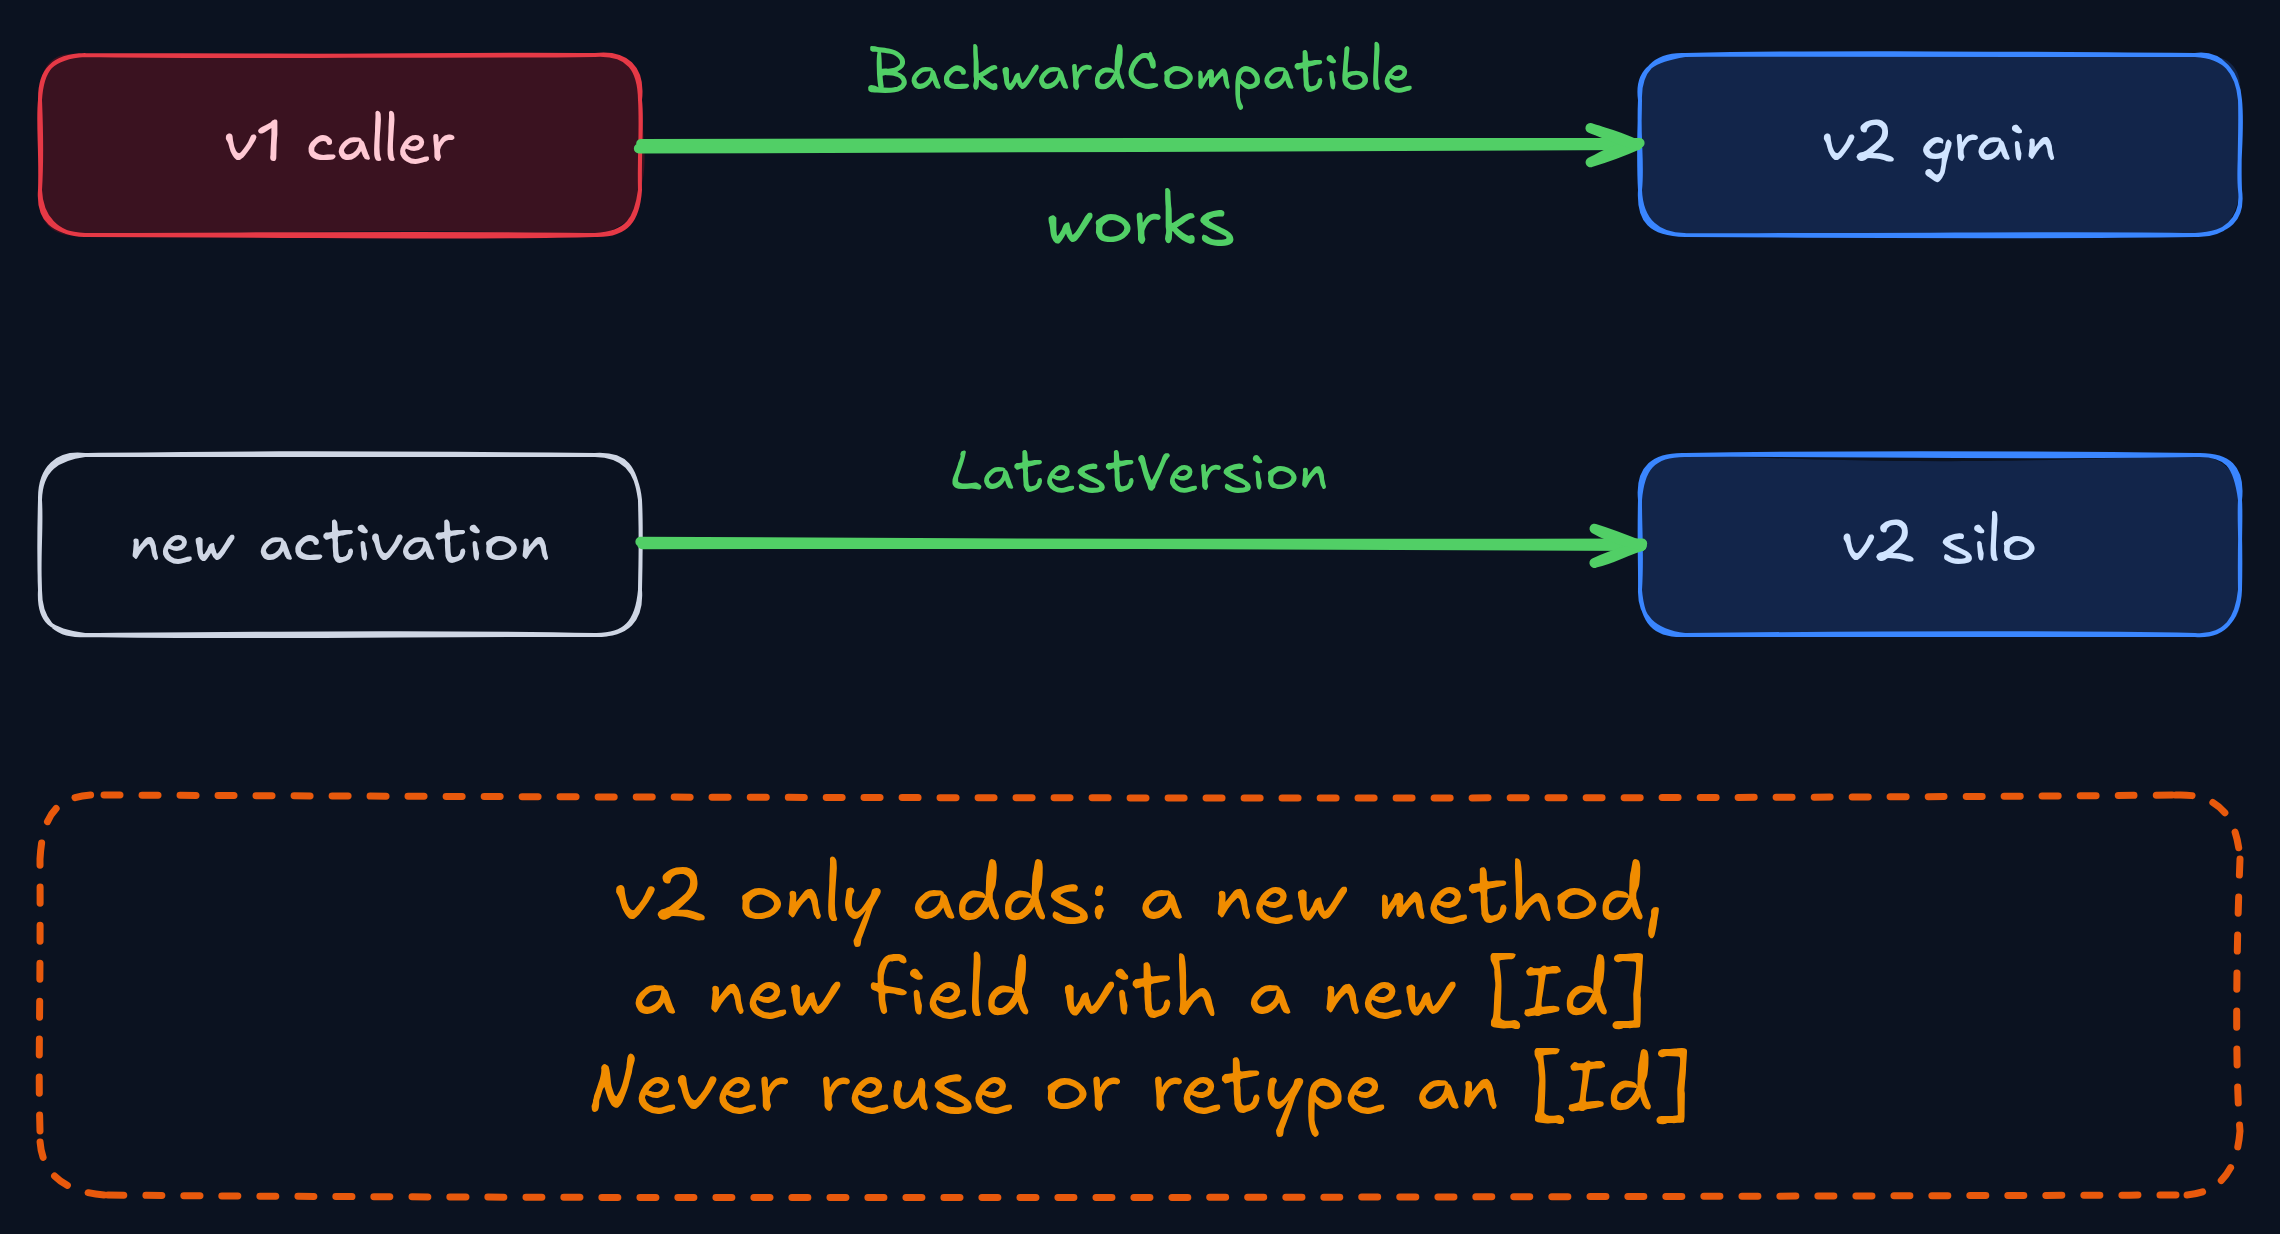 BackwardCompatible
v1 caller
v2 grain
works
LatestVersion
new activation
v2 silo
v2 only adds: a new method,
a new field with a new [Id]
Never reuse or retype an [Id]